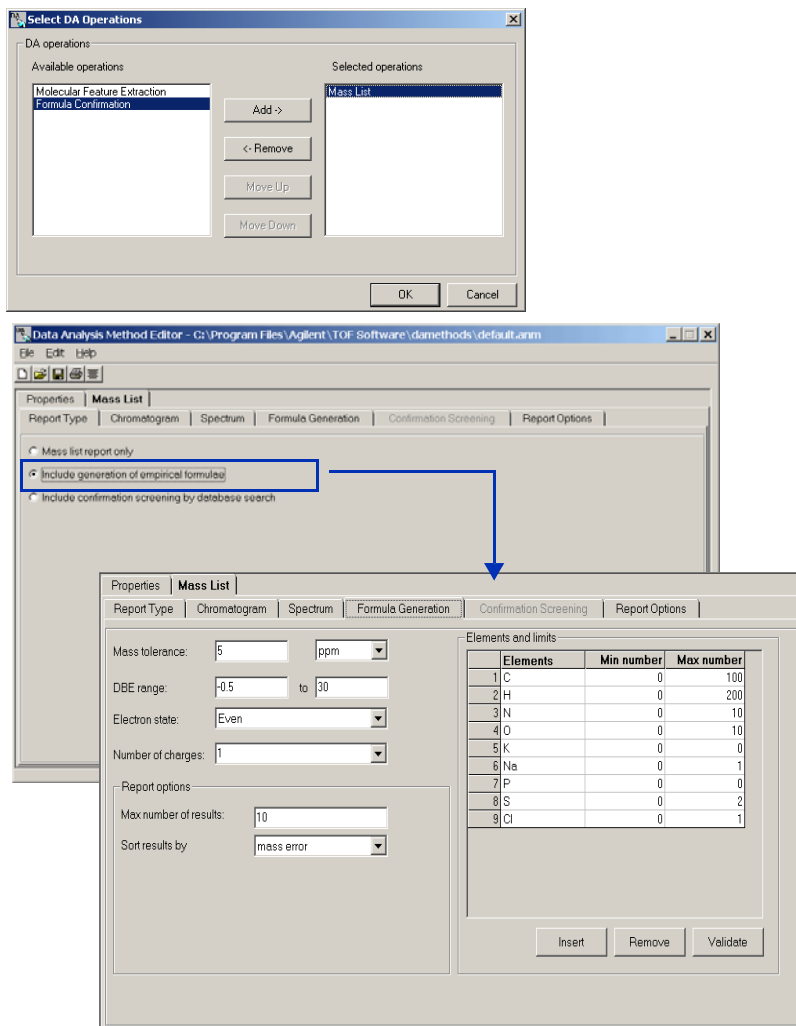 Select DA Operations
DA operations
Available operations
Selected operations
Molecular Feature Extraction
Formula Confirmation
Mass List
Add ->
<- Remove
Move Up
Move Down
OK
Cancel
Data Analysis Method Editor - C:\Program Files\Agilent\TOF Software\damethods\default.anm
File Edit Help
Properties Mass List
Report Type Chromatogram Spectrum Formula Generation Confirmation Screening Report Options
Mass list report only
Include generation of empirical formulae
Include confirmation screening by database search
Properties Mass List
Report Type Chromatogram Spectrum Formula Generation Confirmation Screening Report Options
Mass tolerance: 5 ppm
DBE range: -0.5 to 30
Electron state: Even
Number of charges: 1
Report options
Max number of results: 10
Sort results by mass error
Elements and limits
Elements Min number Max number
1 C 0 100
2 H 0 200
3 N 0 10
4 O 0 10
5 K 0 0
6 Na 0 1
7 P 0 0
8 S 0 2
9 Cl 0 1
Insert Remove Validate